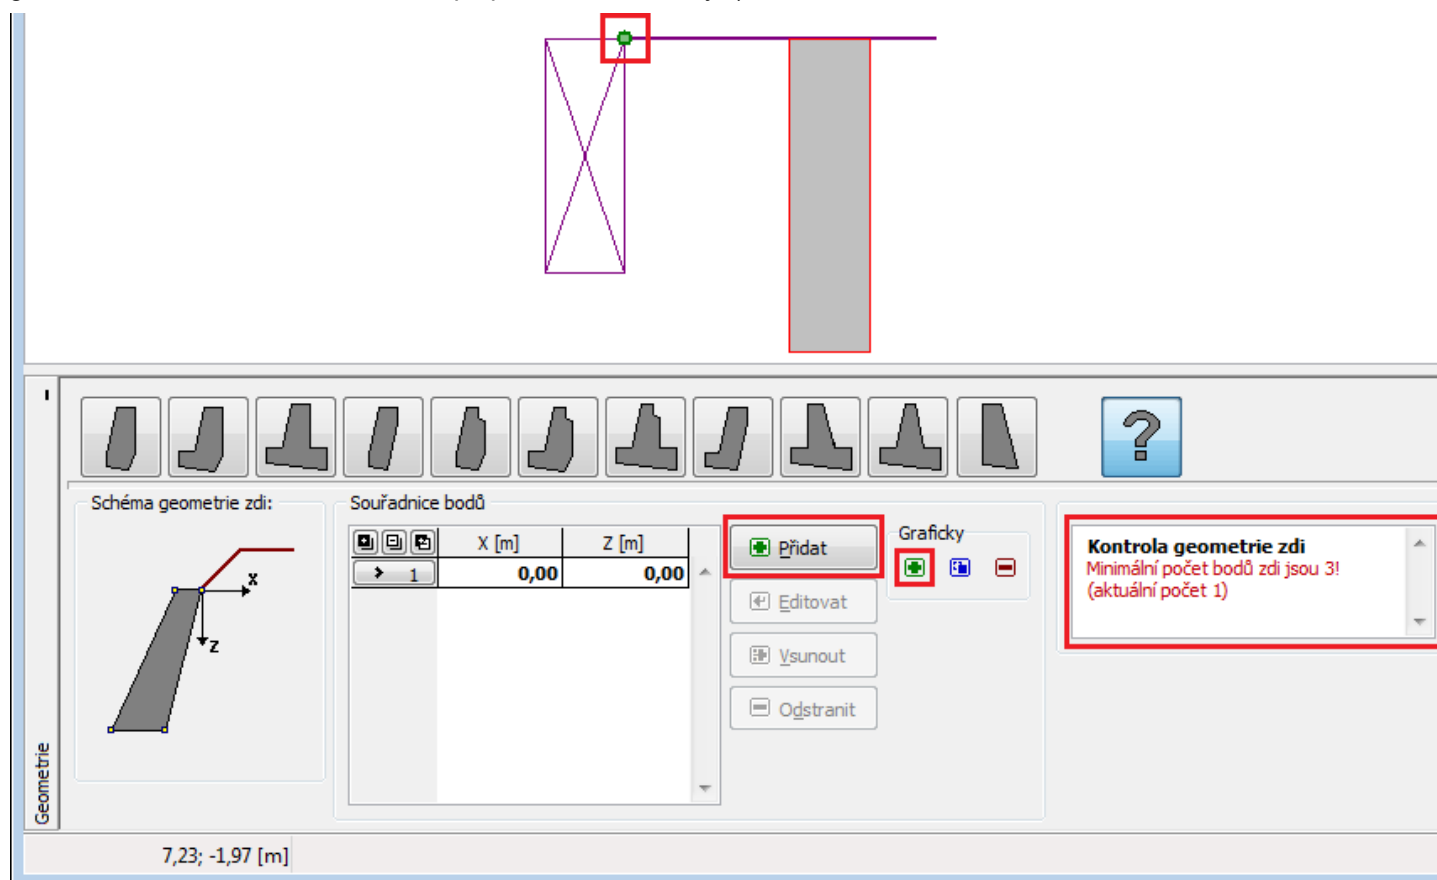 Schéma geometrie zdi:
x
z
Souřadnice bodů
X [m]
Z [m]
1
0,00
0,00
Přidat
Editovat
Vsunout
Odstranit
Graficky
?
Kontrola geometrie zdi
Minimální počet bodů zdi jsou 3!
(aktuální počet 1)
Geometrie
7,23; -1,97 [m]